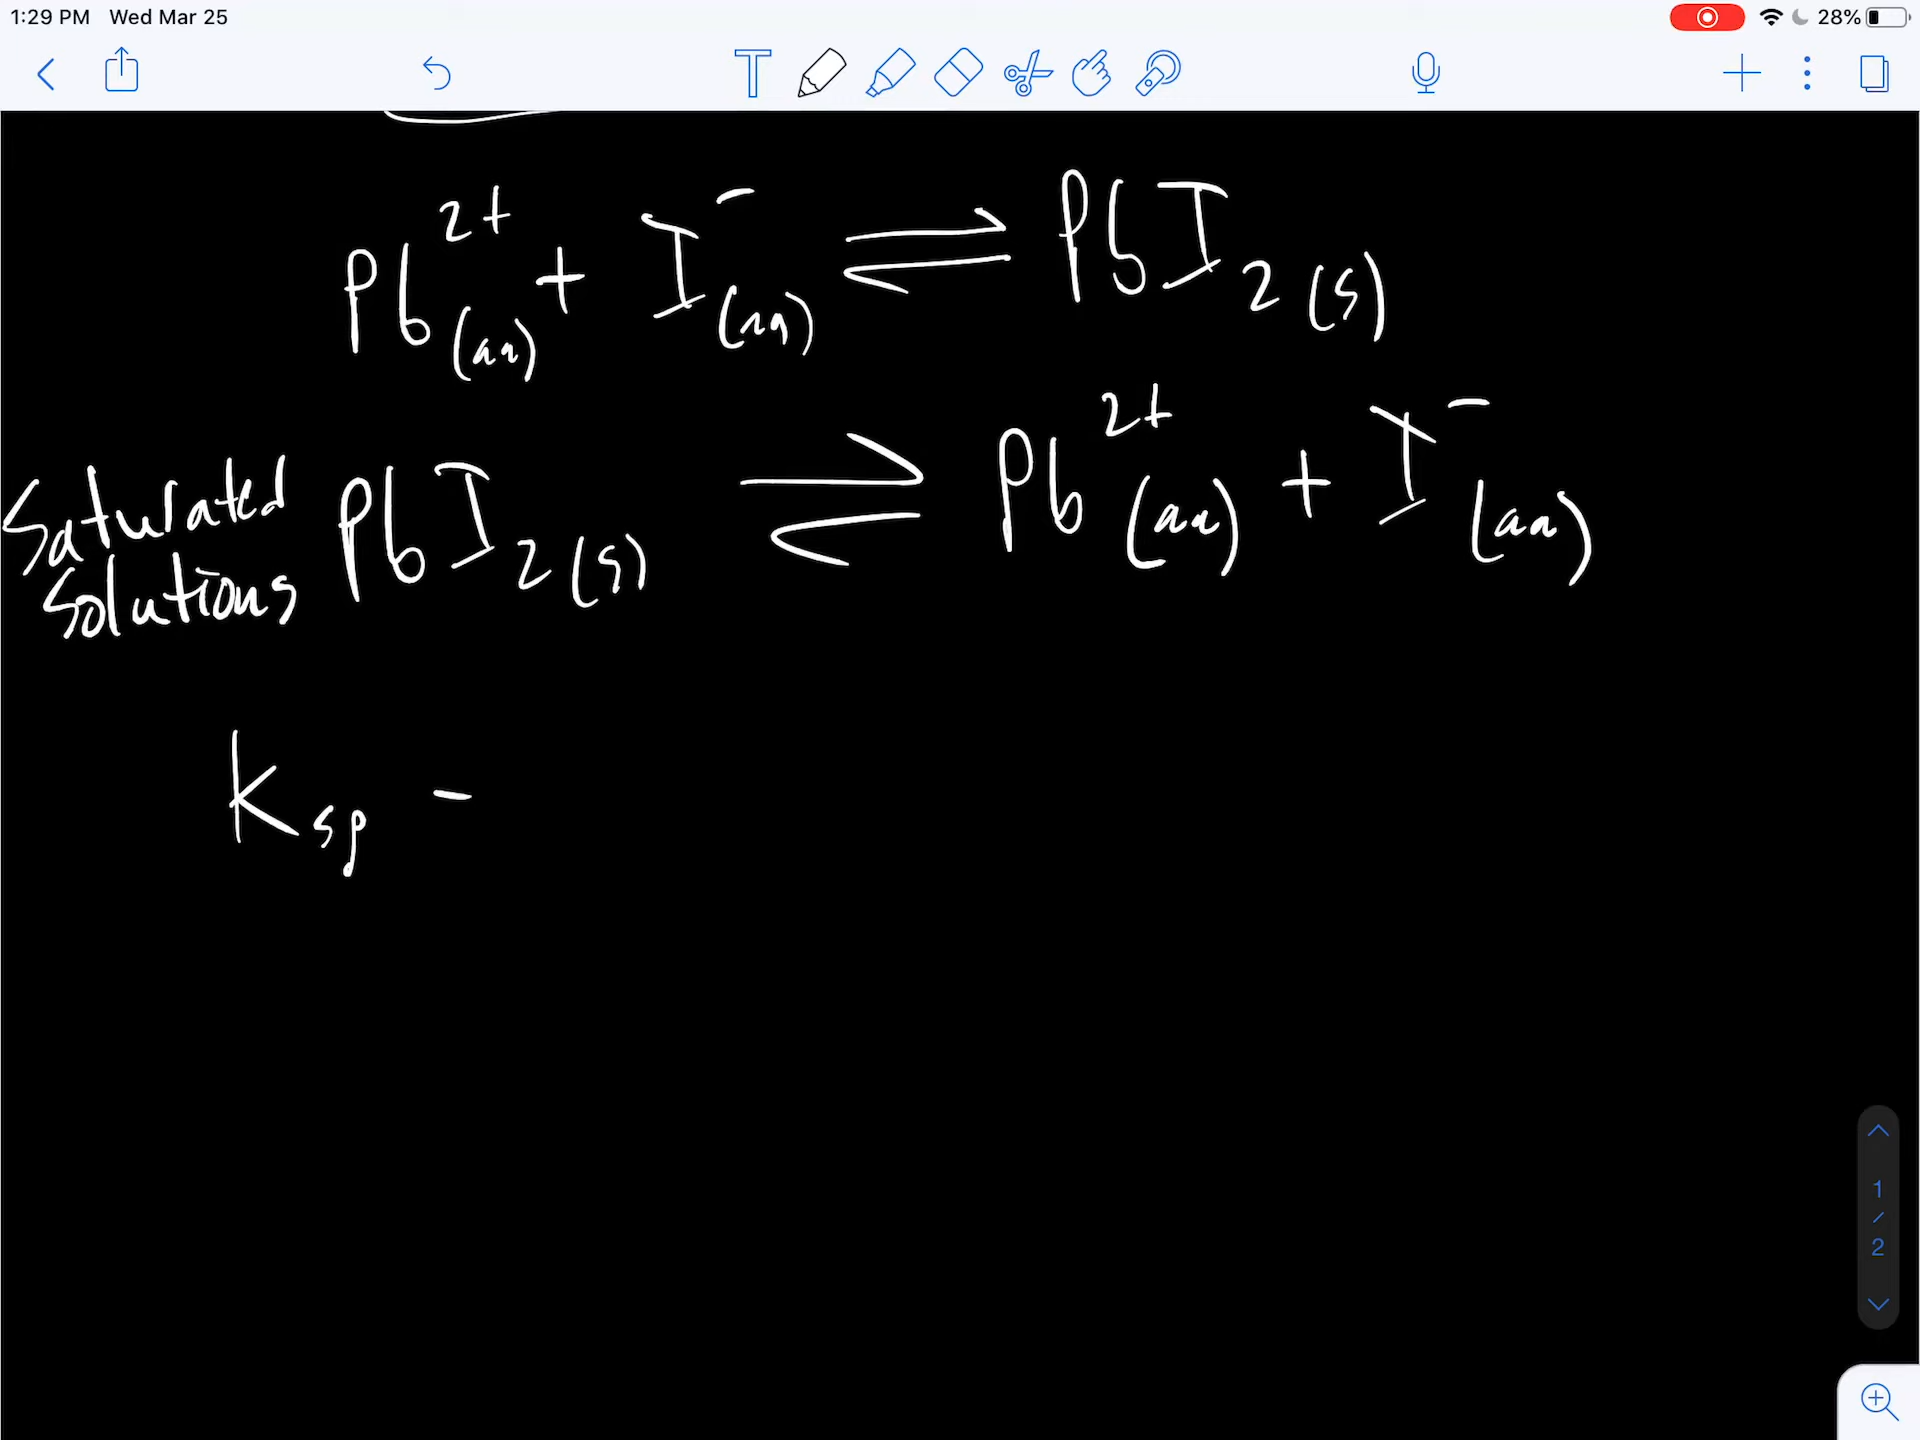 1:29 PM Wed Mar 25 28%
T
Pb²⁺(aq) + I⁻(aq) ⇌ PbI₂(s)
Saturated Solutions PbI₂(s) ⇌ Pb²⁺(aq) + I⁻(aq)
Ksp -
1 / 2